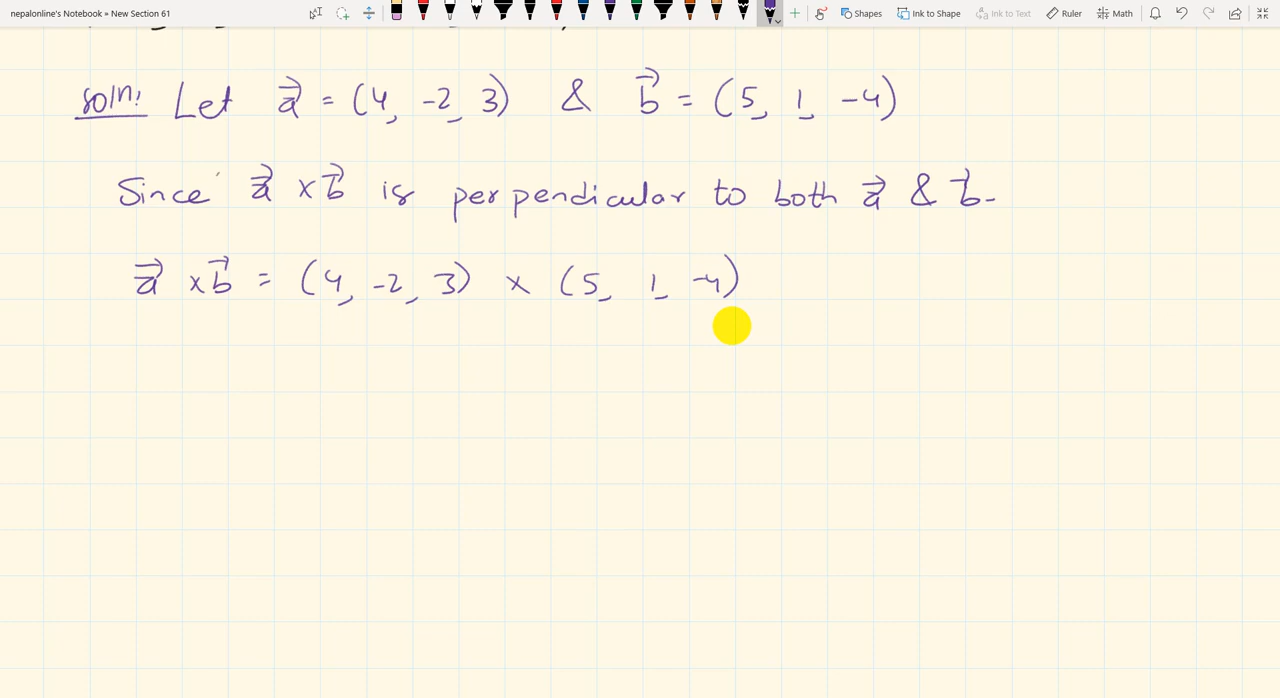 nepalonline's Notebook » New Section 61
Shapes Ink to Shape Ink to Text Ruler Math
soln: Let a⃗ = (4, -2, 3) & b⃗ = (5, 1, -4)
Since a⃗ × b⃗ is perpendicular to both a⃗ & b⃗.
a⃗ × b⃗ = (4, -2, 3) × (5, 1, -4)